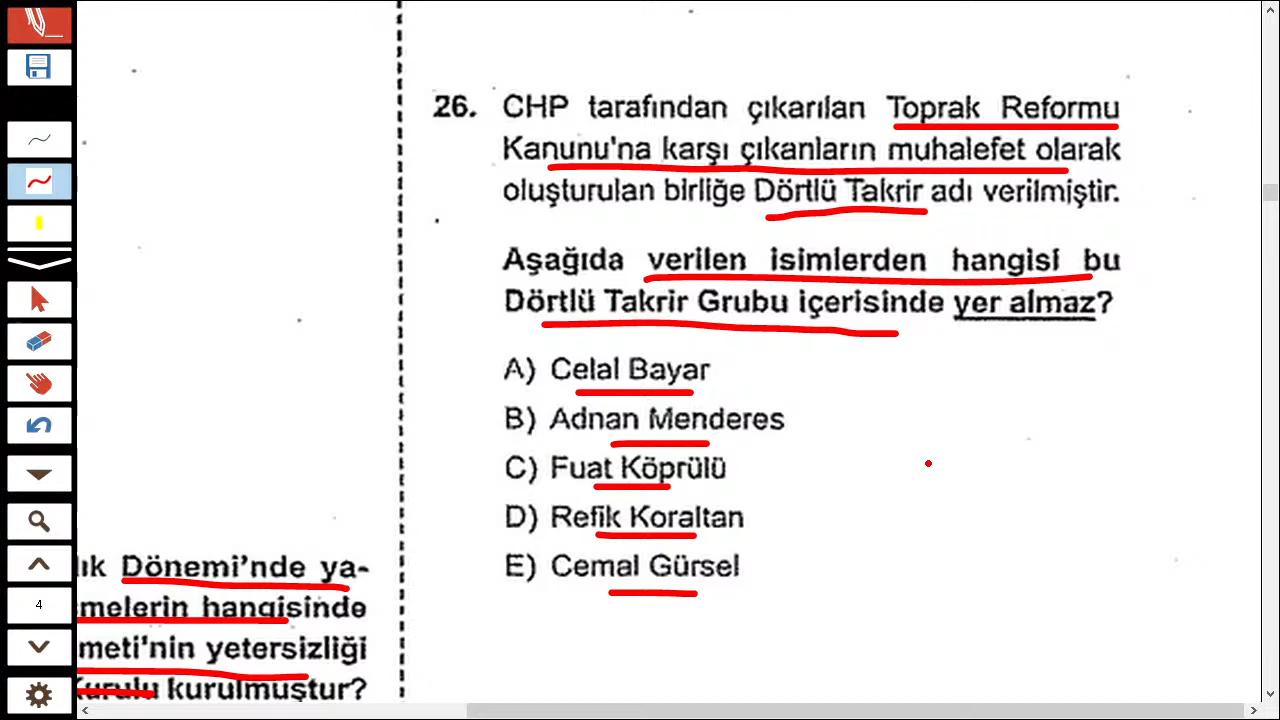 26. CHP tarafından çıkarılan Toprak Reformu
Kanunu'na karşı çıkanların muhalefet olarak
oluşturulan birliğe Dörtlü Takrir adı verilmiştir.
Aşağıda verilen isimlerden hangisi bu
Dörtlü Takrir Grubu içerisinde yer almaz?
A) Celal Bayar
B) Adnan Menderes
C) Fuat Köprülü
D) Refik Koraltan
E) Cemal Gürsel
lık Dönemi'nde ya-
melerin hangisinde
meti'nin yetersizliği
Kurulu kurulmuştur?
4